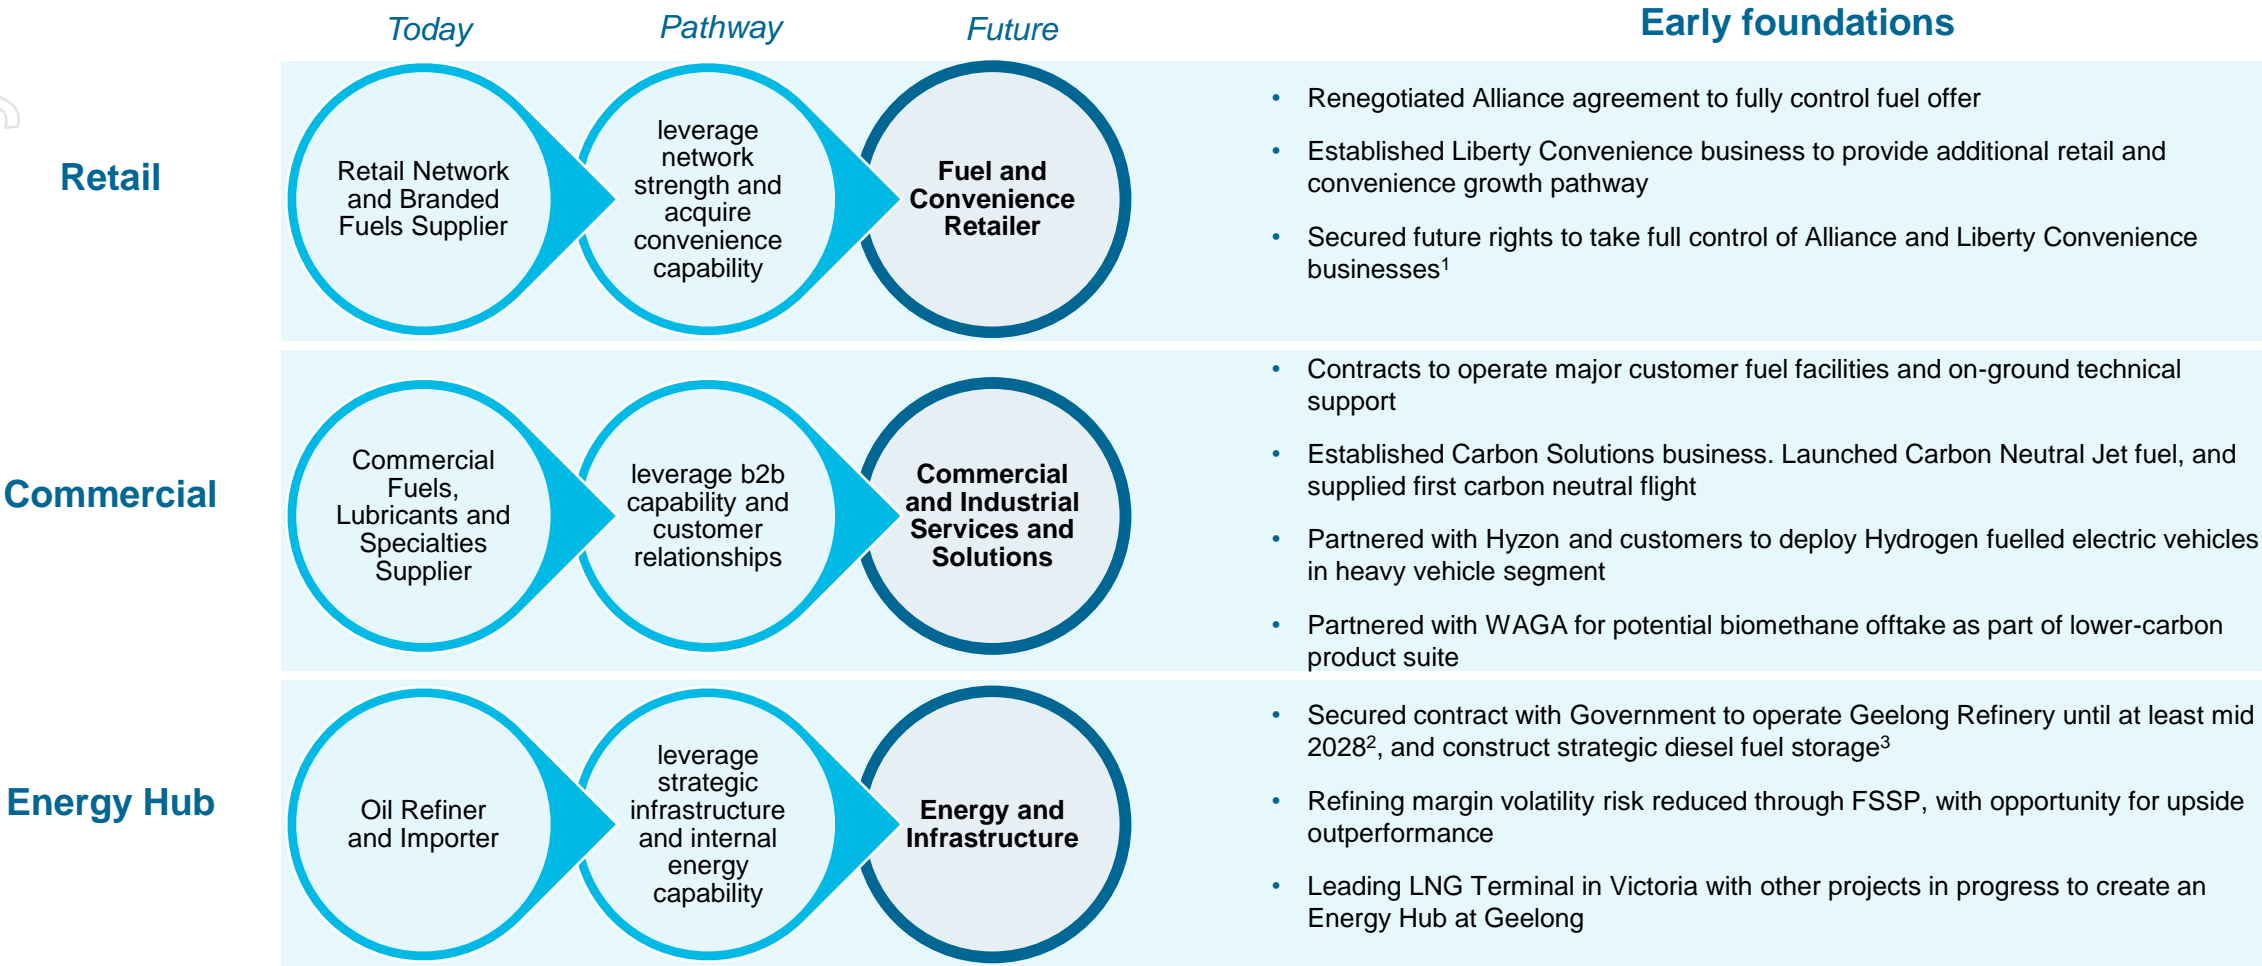 Today
Pathway
Future
Early foundations
Retail
Retail Network
and Branded
Fuels Supplier
leverage
network
strength and
acquire
convenience
capability
Fuel and
Convenience
Retailer
• Renegotiated Alliance agreement to fully control fuel offer
• Established Liberty Convenience business to provide additional retail and
convenience growth pathway
• Secured future rights to take full control of Alliance and Liberty Convenience
businesses¹
Commercial
Commercial
Fuels,
Lubricants and
Specialties
Supplier
leverage b2b
capability and
customer
relationships
Commercial
and Industrial
Services and
Solutions
• Contracts to operate major customer fuel facilities and on-ground technical
support
• Established Carbon Solutions business. Launched Carbon Neutral Jet fuel, and
supplied first carbon neutral flight
• Partnered with Hyzon and customers to deploy Hydrogen fuelled electric vehicles
in heavy vehicle segment
• Partnered with WAGA for potential biomethane offtake as part of lower-carbon
product suite
Energy Hub
Oil Refiner
and Importer
leverage
strategic
infrastructure
and internal
energy
capability
Energy and
Infrastructure
• Secured contract with Government to operate Geelong Refinery until at least mid
2028², and construct strategic diesel fuel storage³
• Refining margin volatility risk reduced through FSSP, with opportunity for upside
outperformance
• Leading LNG Terminal in Victoria with other projects in progress to create an
Energy Hub at Geelong